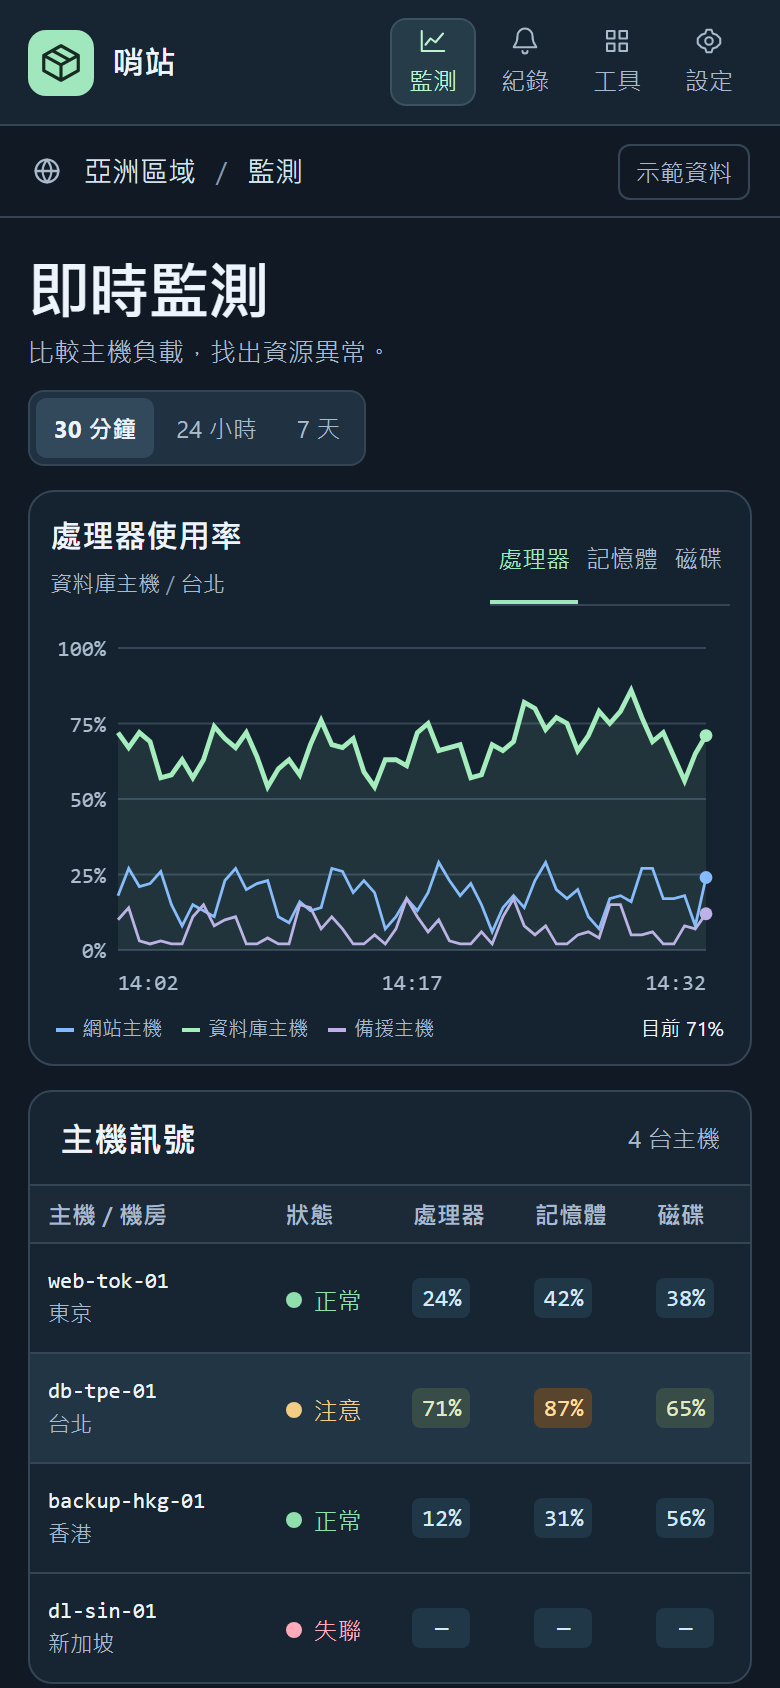 哨站
監測
紀錄
工具
設定
亞洲區域 / 監測
示範資料
即時監測
比較主機負載，找出資源異常。
30 分鐘
24 小時
7 天
處理器使用率
資料庫主機 / 台北
處理器
記憶體
磁碟
100%
75%
50%
25%
0%
14:02
14:17
14:32
網站主機
資料庫主機
備援主機
目前 71%
主機訊號
4 台主機
主機 / 機房
狀態
處理器
記憶體
磁碟
web-tok-01
東京
正常
24%
42%
38%
db-tpe-01
台北
注意
71%
87%
65%
backup-hkg-01
香港
正常
12%
31%
56%
dl-sin-01
新加坡
失聯
—
—
—